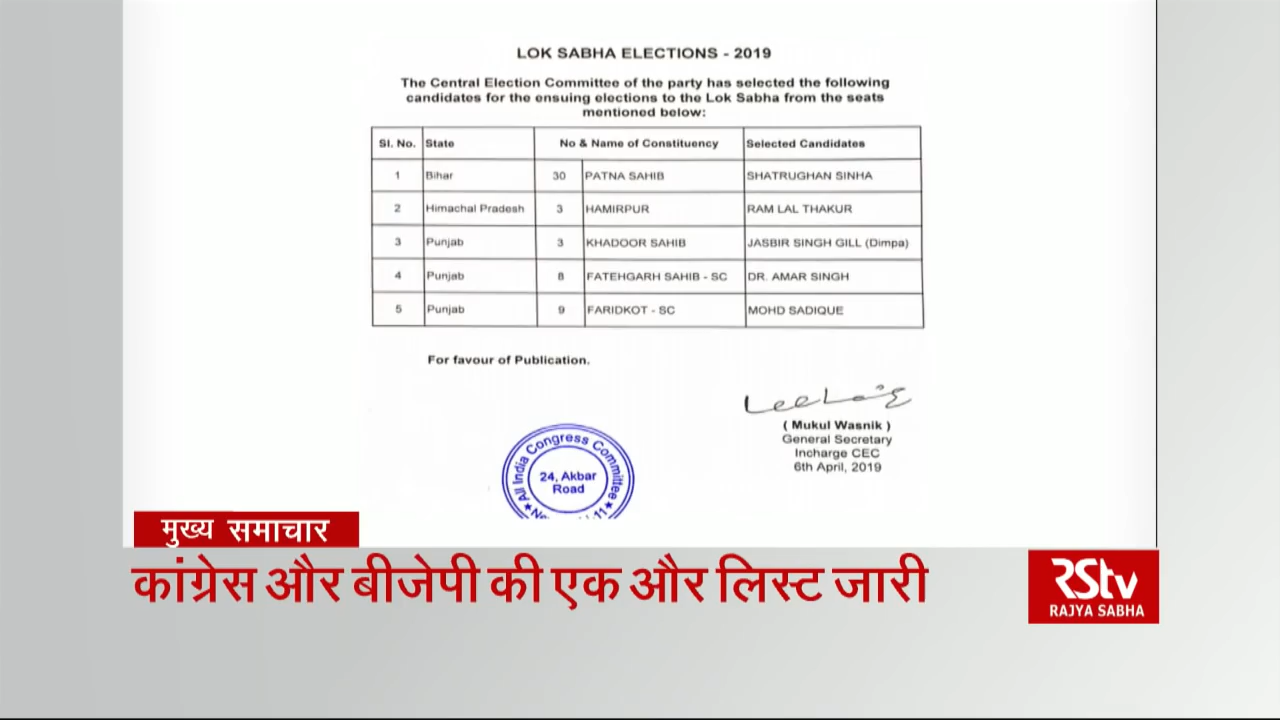 LOK SABHA ELECTIONS - 2019
The Central Election Committee of the party has selected the following
candidates for the ensuing elections to the Lok Sabha from the seats
mentioned below:
Sl. No. State No & Name of Constituency Selected Candidates
1 Bihar 30 PATNA SAHIB SHATRUGHAN SINHA
2 Himachal Pradesh 3 HAMIRPUR RAM LAL THAKUR
3 Punjab 3 KHADOOR SAHIB JASBIR SINGH GILL (Dimpa)
4 Punjab 8 FATEHGARH SAHIB - SC DR. AMAR SINGH
5 Punjab 9 FARIDKOT - SC MOHD SADIQUE
For favour of Publication.
( Mukul Wasnik )
General Secretary
Incharge CEC
6th April, 2019
All India Congress Committee
24, Akbar
Road
मुख्य समाचार
कांग्रेस और बीजेपी की एक और लिस्ट जारी
RStv
RAJYA SABHA